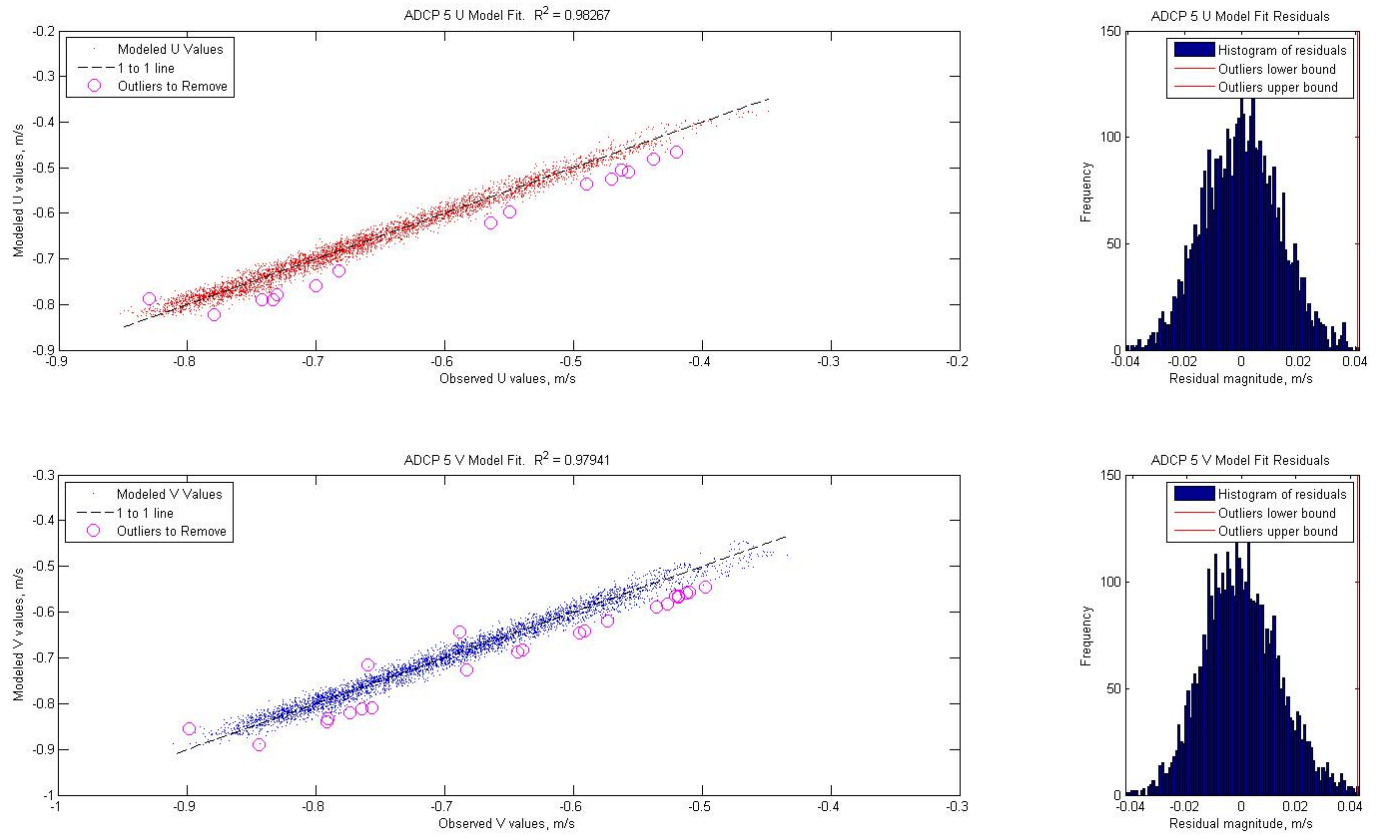 ADCP 5 U Model Fit.  R² = 0.98267
Modeled U Values
1 to 1 line
Outliers to Remove
-0.2
-0.3
-0.4
-0.5
-0.6
-0.7
-0.8
-0.9
Modeled U values, m/s
-0.9 -0.8 -0.7 -0.6 -0.5 -0.4 -0.3 -0.2
Observed U values, m/s
ADCP 5 U Model Fit Residuals
Histogram of residuals
Outliers lower bound
Outliers upper bound
150
100
50
0
Frequency
-0.04 -0.02 0 0.02 0.04
Residual magnitude, m/s
ADCP 5 V Model Fit.  R² = 0.97941
Modeled V Values
1 to 1 line
Outliers to Remove
-0.3
-0.4
-0.5
-0.6
-0.7
-0.8
-0.9
-1
Modeled V values, m/s
-1 -0.9 -0.8 -0.7 -0.6 -0.5 -0.4 -0.3
Observed V values, m/s
ADCP 5 V Model Fit Residuals
Histogram of residuals
Outliers lower bound
Outliers upper bound
150
100
50
0
Frequency
-0.04 -0.02 0 0.02 0.04
Residual magnitude, m/s